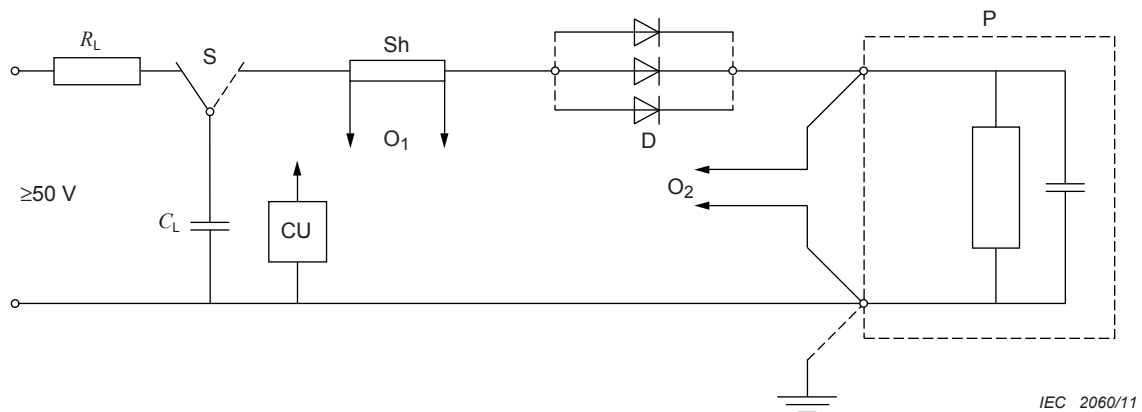 P
R_L
S
Sh
O_1
D
≥50 V
C_L
CU
O_2
IEC 2060/11